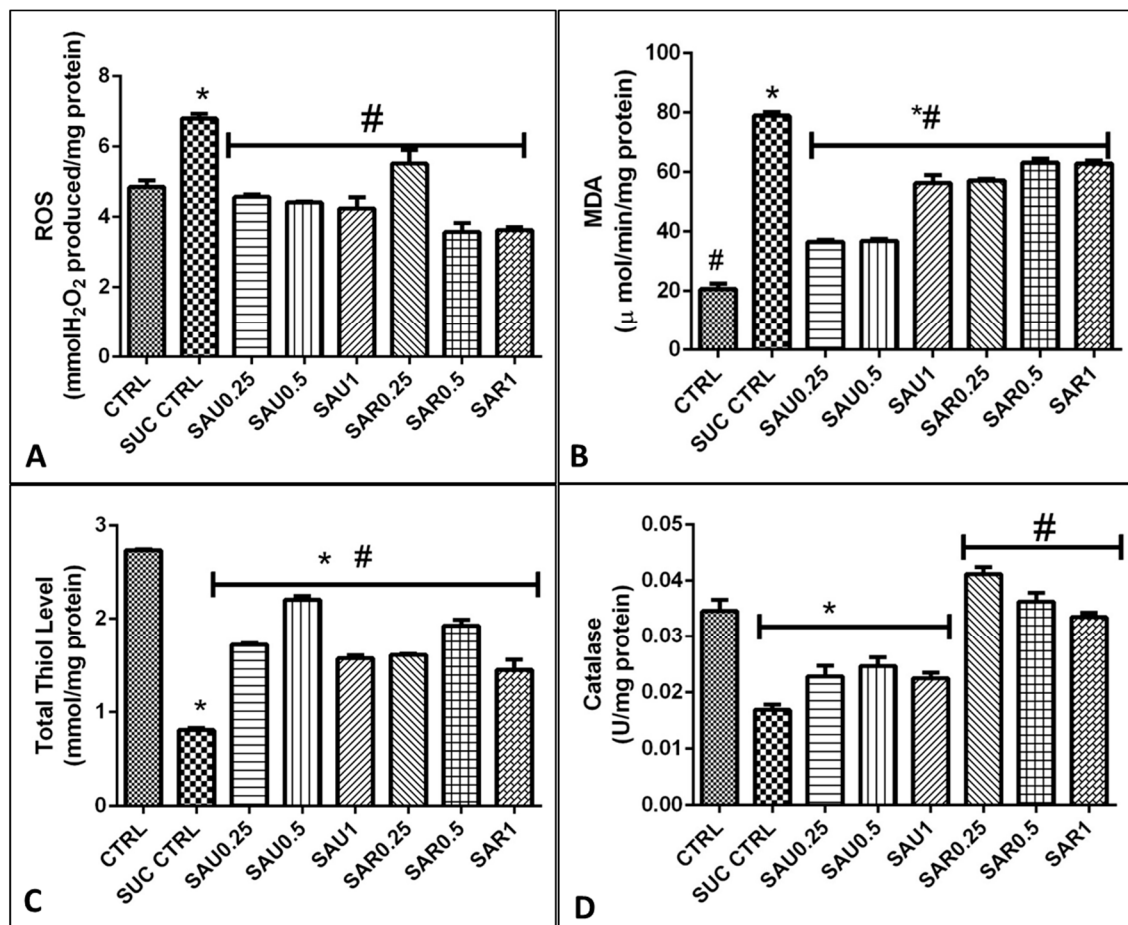 ROS
(mmolH₂O₂ produced/mg protein)
8
6
4
2
0
*
#
CTRL
SUC CTRL
SAU0.25
SAU0.5
SAU1
SAR0.25
SAR0.5
SAR1
A
MDA
(μ mol/min/mg protein)
100
80
60
40
20
0
#
*
*#
CTRL
SUC CTRL
SAU0.25
SAU0.5
SAU1
SAR0.25
SAR0.5
SAR1
B
Total Thiol Level
(mmol/mg protein)
3
2
1
0
*
* #
CTRL
SUC CTRL
SAU0.25
SAU0.5
SAU1
SAR0.25
SAR0.5
SAR1
C
Catalase
(U/mg protein)
0.05
0.04
0.03
0.02
0.01
0.00
*
#
CTRL
SUC CTRL
SAU0.25
SAU0.5
SAU1
SAR0.25
SAR0.5
SAR1
D